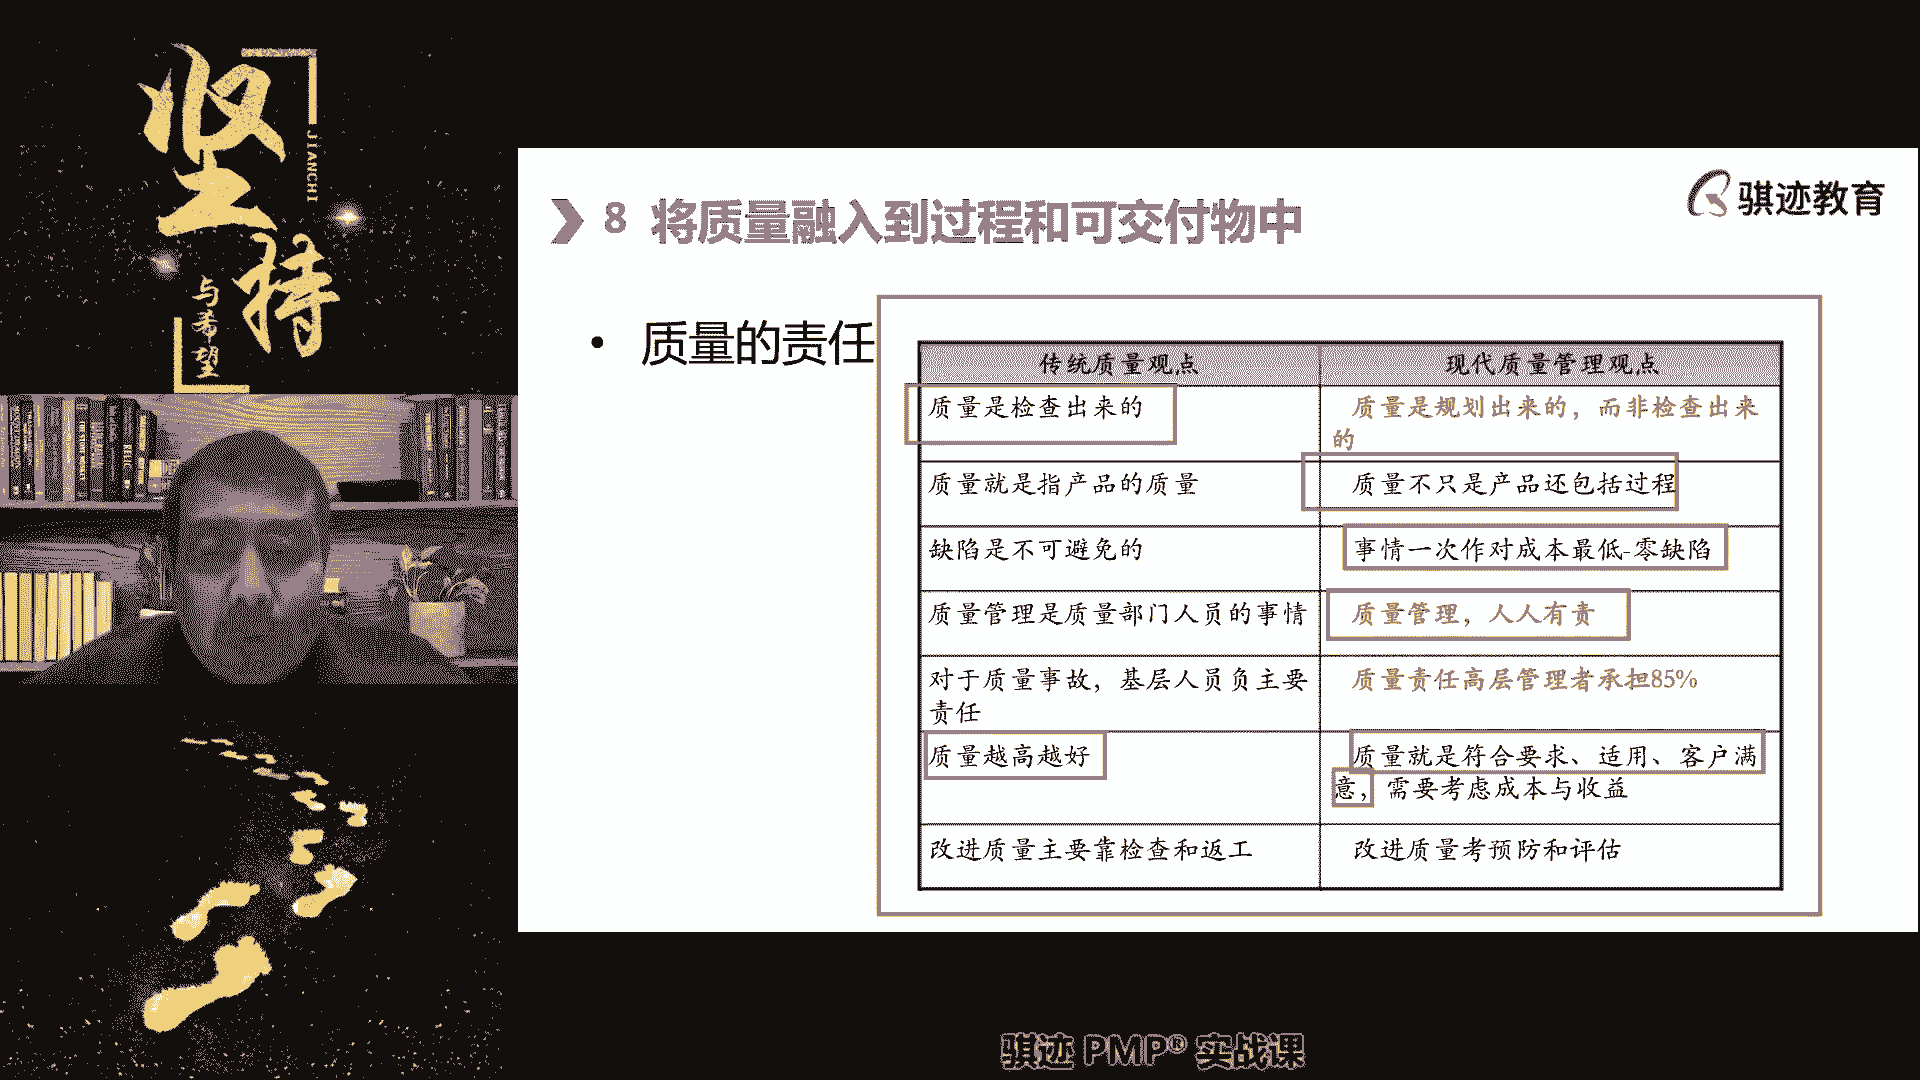 坚持
JIANCHI
与希望
骐迹教育
8 将质量融入到过程和可交付物中
• 质量的责任
传统质量观点
现代质量管理观点
质量是检查出来的
质量是规划出来的，而非检查出来
的
质量就是指产品的质量
质量不只是产品还包括过程
缺陷是不可避免的
事情一次作对成本最低-零缺陷
质量管理是质量部门人员的事情
质量管理，人人有责
对于质量事故，基层人员负主要
责任
质量责任高层管理者承担85%
质量越高越好
质量就是符合要求、适用、客户满
意，需要考虑成本与收益
改进质量主要靠检查和返工
改进质量考预防和评估
骐迹 PMP® 实战课